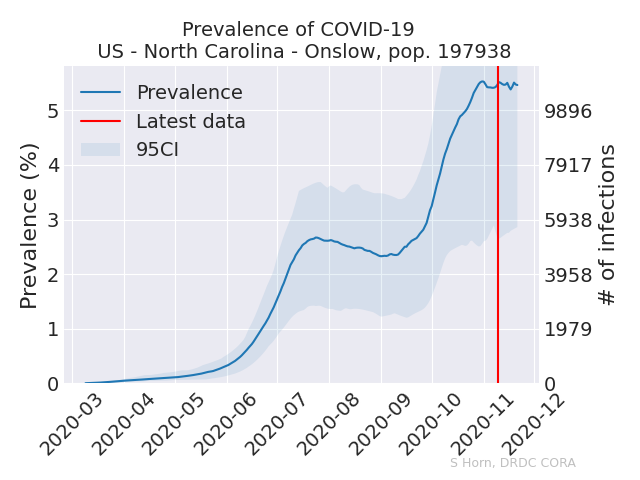 Prevalence of COVID-19
US - North Carolina - Onslow, pop. 197938
Prevalence
Latest data
95CI
Prevalence (%)
5
4
3
2
1
0
9896
7917
5938
3958
1979
0
# of infections
2020-03
2020-04
2020-05
2020-06
2020-07
2020-08
2020-09
2020-10
2020-11
2020-12
S Horn, DRDC CORA